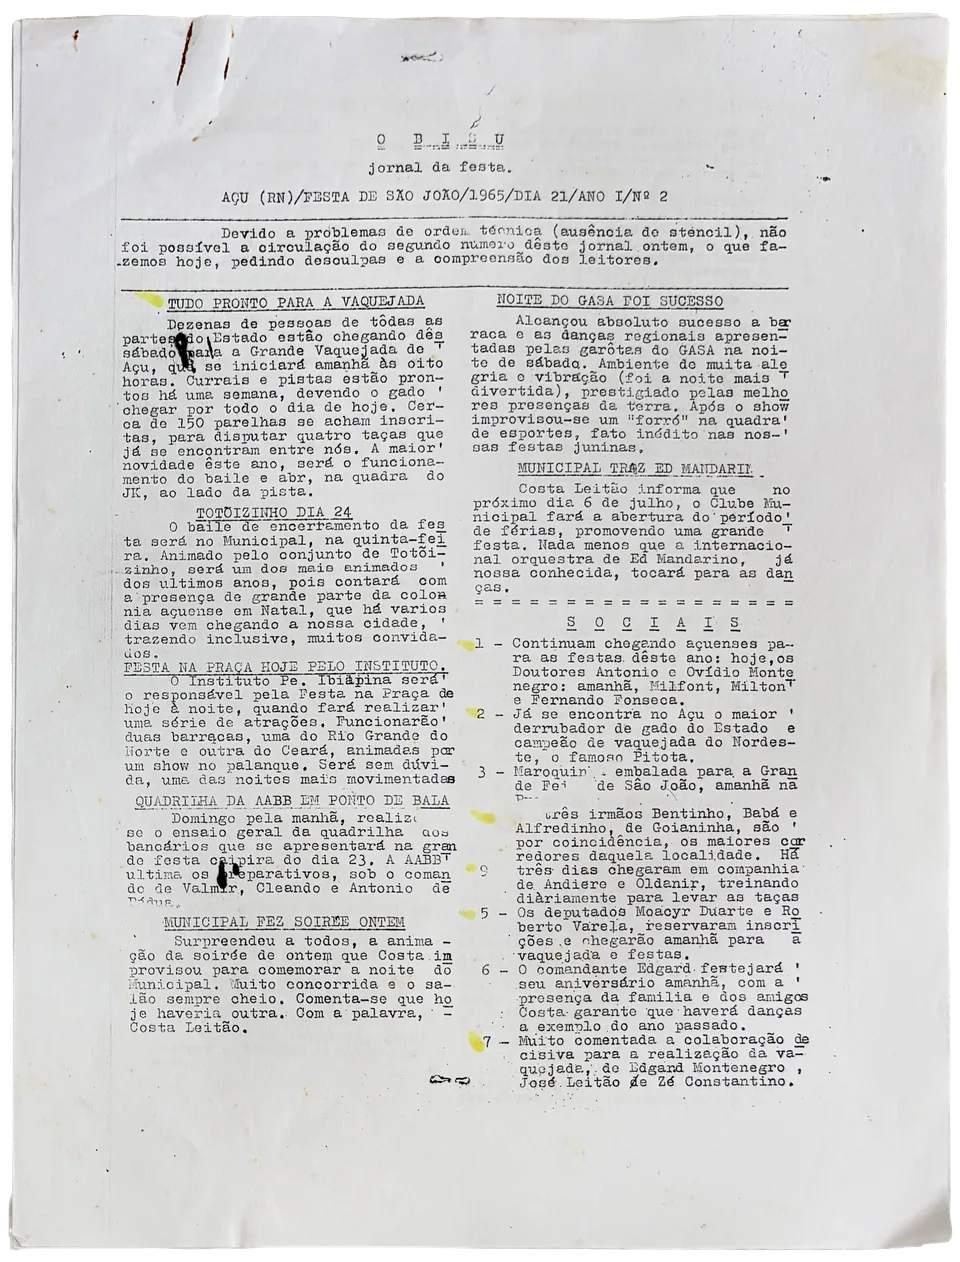 O B I S U
jornal da festa.
AÇU (RN)/FESTA DE SÃO JOÃO/1965/DIA 21/ANO I/Nº 2
Devido a problemas de ordem técnica (ausência de stencil), não
foi possível a circulação do segundo número dêste jornal ontem, o que fa-
zemos hoje, pedindo desculpas e a compreensão dos leitores.
TUDO PRONTO PARA A VAQUEJADA
Dezenas de pessoas de tôdas as
partes do Estado estão chegando dês
sábado para a Grande Vaquejada de
Açu, que se iniciará amanhã às oito
horas. Currais e pistas estão pron-
tos há uma semana, devendo o gado '
chegar por todo o dia de hoje. Cer-
ca de 150 parelhas se acham inscri-
tas, para disputar quatro taças que
já se encontram entre nós. A maior'
novidade êste ano, será o funciona-
mento do baile e abr, na quadra do
JK, ao lado da pista.
TOTÕIZINHO DIA 24
O baile de encerramento da fes
ta será no Municipal, na quinta-fei
ra. Animado pelo conjunto de Totõi-
zinho, será um dos mais animados '
dos ultimos anos, pois contará com
a presença de grande parte da colon
nia açuense em Natal, que há varios
dias vem chegando a nossa cidade, '
trazendo inclusive, muitos convida-
dos.
FESTA NA PRAÇA HOJE PELO INSTITUTO.
O Instituto Pe. Ibiapina será'
o responsável pela Festa na Praça de
hoje à noite, quando fará realizar'
uma série de atrações. Funcionarão'
duas barracas, uma do Rio Grande do
Norte e outra do Ceará, animadas por
um show no palanque. Será sem dúvi-
da, uma das noites mais movimentadas
QUADRILHA DA AABB EM PONTO DE BALA
Domingo pela manhã, realiz
se o ensaio geral da quadrilha dos
bancários que se apresentará na gran
de festa caipira do dia 23. A AABB
ultima os preparativos, sob o coman
do de Valmir, Cleando e Antonio de
Pádua.
MUNICIPAL FEZ SOIRÉE ONTEM
Surpreendeu a todos, a anima -
ção da soirée de ontem que Costa im
provisou para comemorar a noite do
Municipal. Muito concorrida e o sa-
lão sempre cheio. Comenta-se que ho
je haveria outra. Com a palavra, ' -
Costa Leitão.
NOITE DO GASA FOI SUCESSO
Alcançou absoluto sucesso a bar
raca e as danças regionais apresen-
tadas pelas garôtas do GASA na noi-
te de sábado. Ambiente de muita ale
gria e vibração (foi a noite mais
divertida), prestigiado pelas melho
res presenças da terra. Após o show
improvisou-se um "forró" na quadra'
de esportes, fato inédito nas nos-'
sas festas juninas.
MUNICIPAL TRAZ ED MANDARIN
Costa Leitão informa que no
próximo dia 6 de julho, o Clube Mu-
nicipal fará a abertura do período'
de férias, promovendo uma grande
festa. Nada menos que a internacio-
nal orquestra de Ed Mandarino, já
nossa conhecida, tocará para as dan
ças.
= = = = = = = = = = = = = = = = = = = =
S O C I A I S
1 - Continuam chegando açuenses pa-
ra as festas dêste ano: hoje,os
Doutores Antonio e Ovídio Monte
negro: amanhã, Milfont, Milton
e Fernando Fonseca.
2 - Já se encontra no Açu o maior '
derrubador de gado do Estado e
campeão de vaquejada do Nordes-
te, o famoso Pitota.
3 - Maroquin embalada para a Gran
de Fe de São João, amanhã na
três irmãos Bentinho, Babá e
Alfredinho, de Goianinha, são '
por coincidência, os maiores cor
redores daquela localidade. Há
três dias chegaram em companhia
de Andiere e Oldanir, treinando
diàriamente para levar as taças
5 - Os deputados Moacyr Duarte e Ro
berto Varela, reservaram inscri
ções e chegarão amanhã para a
vaquejada e festas.
6 - O comandante Edgard festejará '
seu aniversário amanhã, com a '
presença da familia e dos amigos
Costa garante que haverá danças
a exemplo do ano passado.
7 - Muito comentada a colaboração de
cisiva para a realização da va-
quejada, de Edgard Montenegro ,
José Leitão e Zé Constantino.